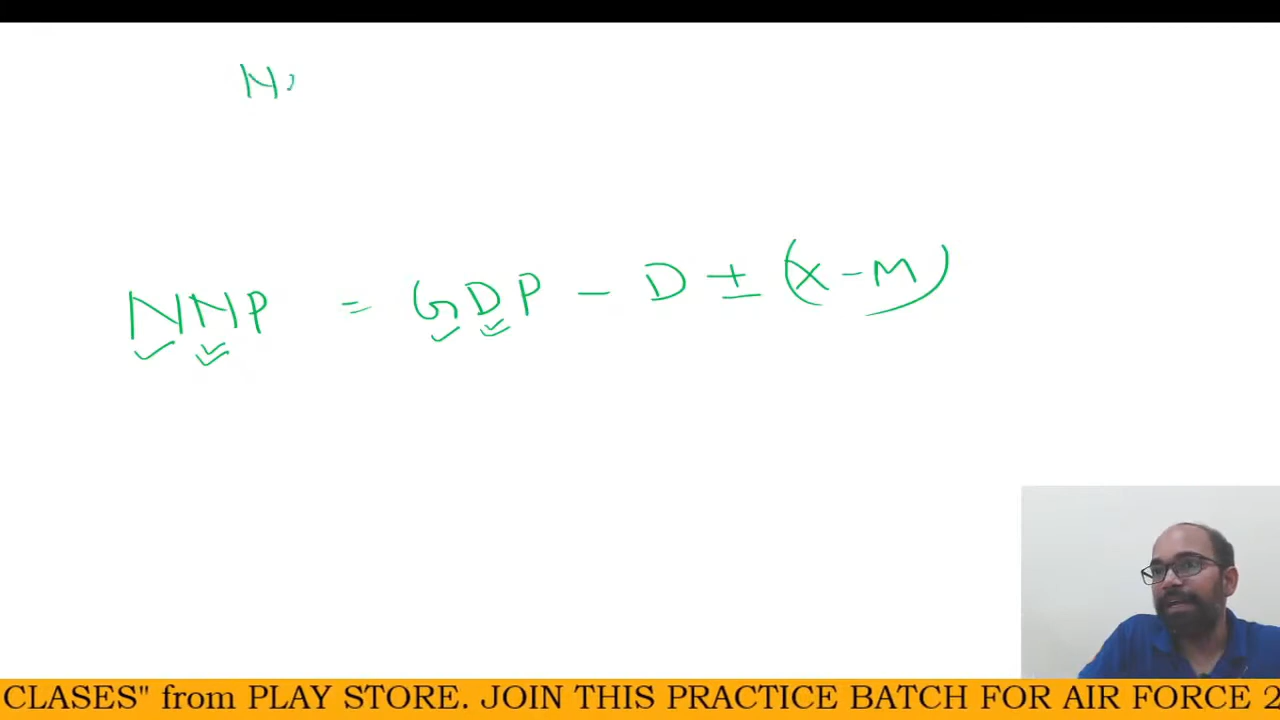 N
NNP = GDP - D ± (X - M)
CLASES" from PLAY STORE. JOIN THIS PRACTICE BATCH FOR AIR FORCE 2